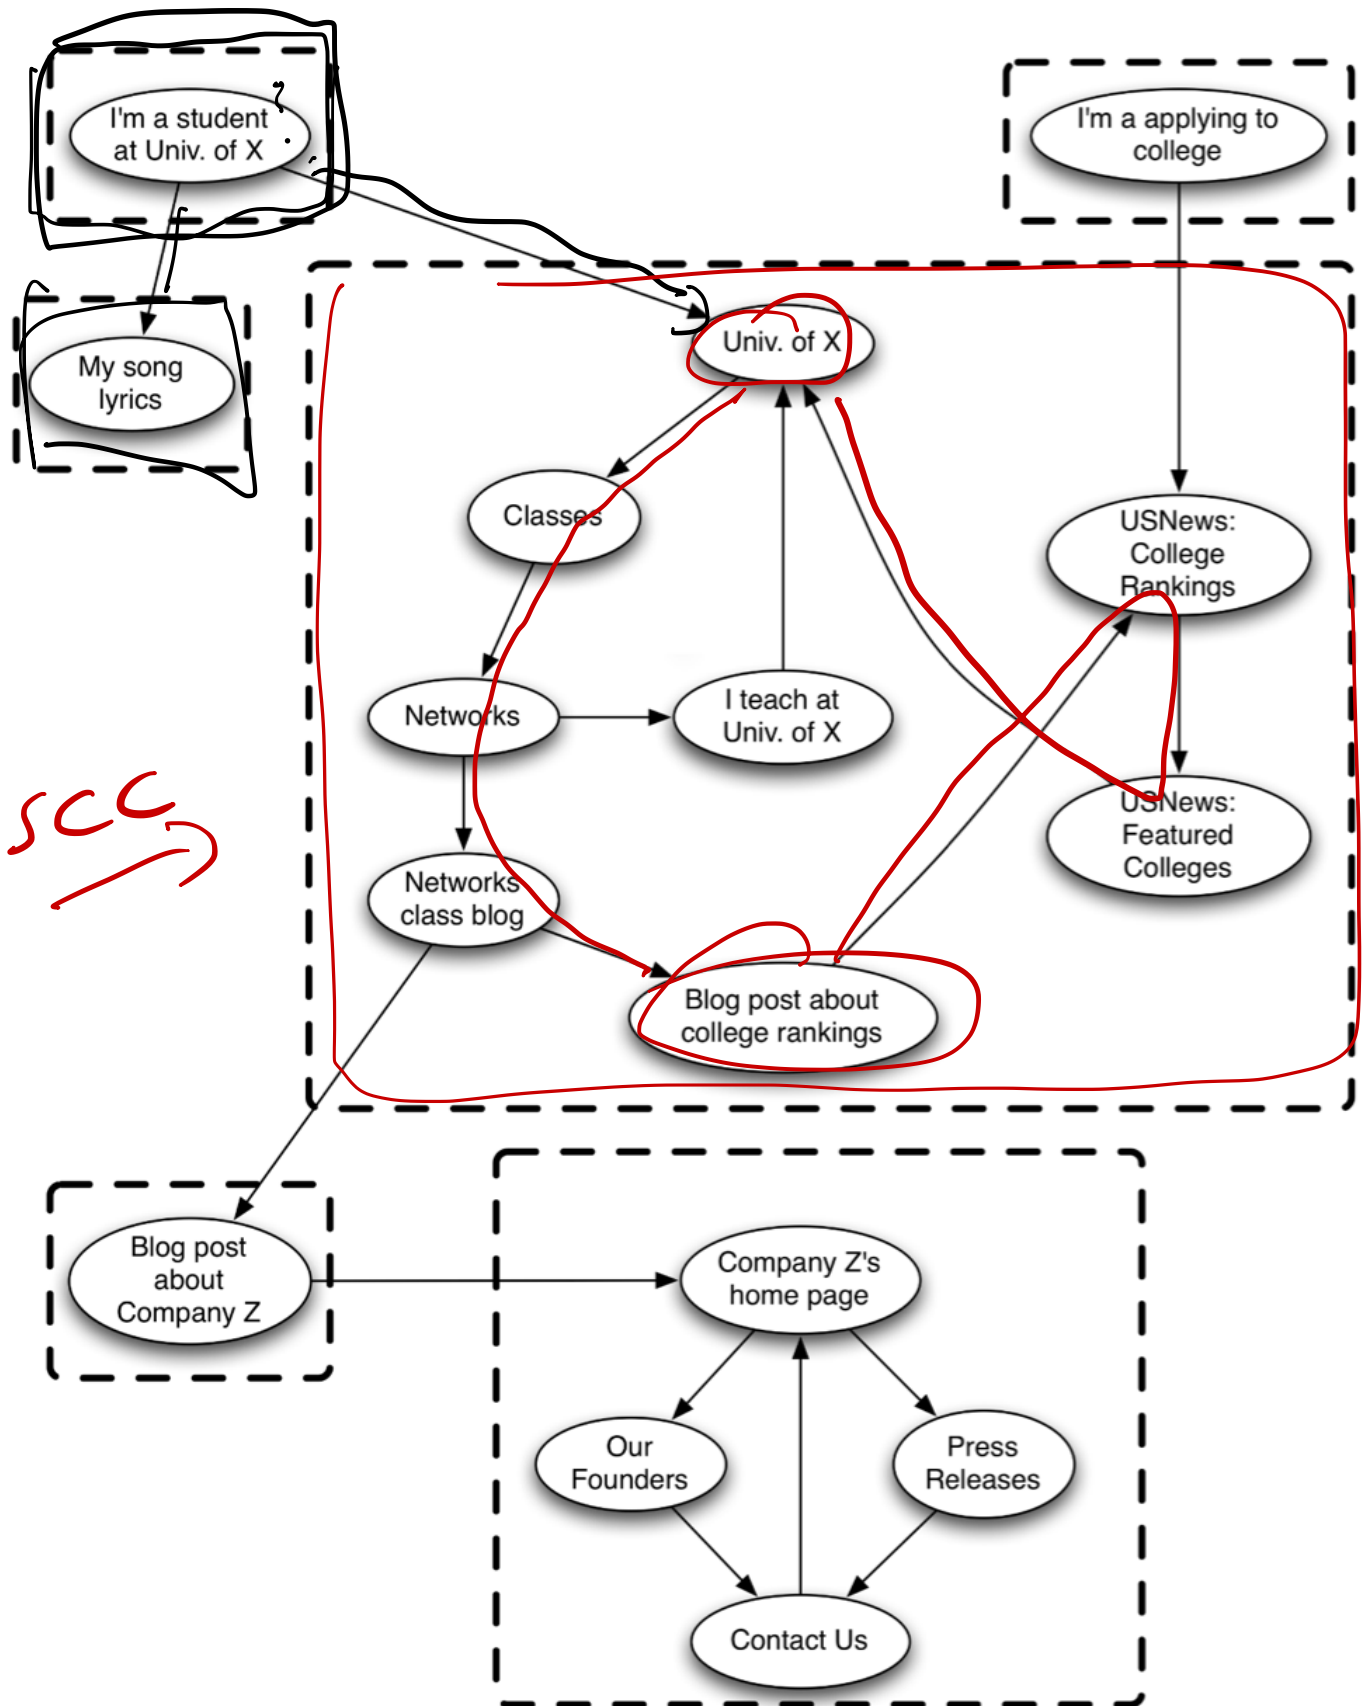 I'm a student
at Univ. of X
I'm a applying to
college
My song
lyrics
Univ. of X
Classes
USNews:
College
Rankings
Networks
I teach at
Univ. of X
SCC
USNews:
Featured
Colleges
Networks
class blog
Blog post about
college rankings
Blog post
about
Company Z
Company Z's
home page
Our
Founders
Press
Releases
Contact Us